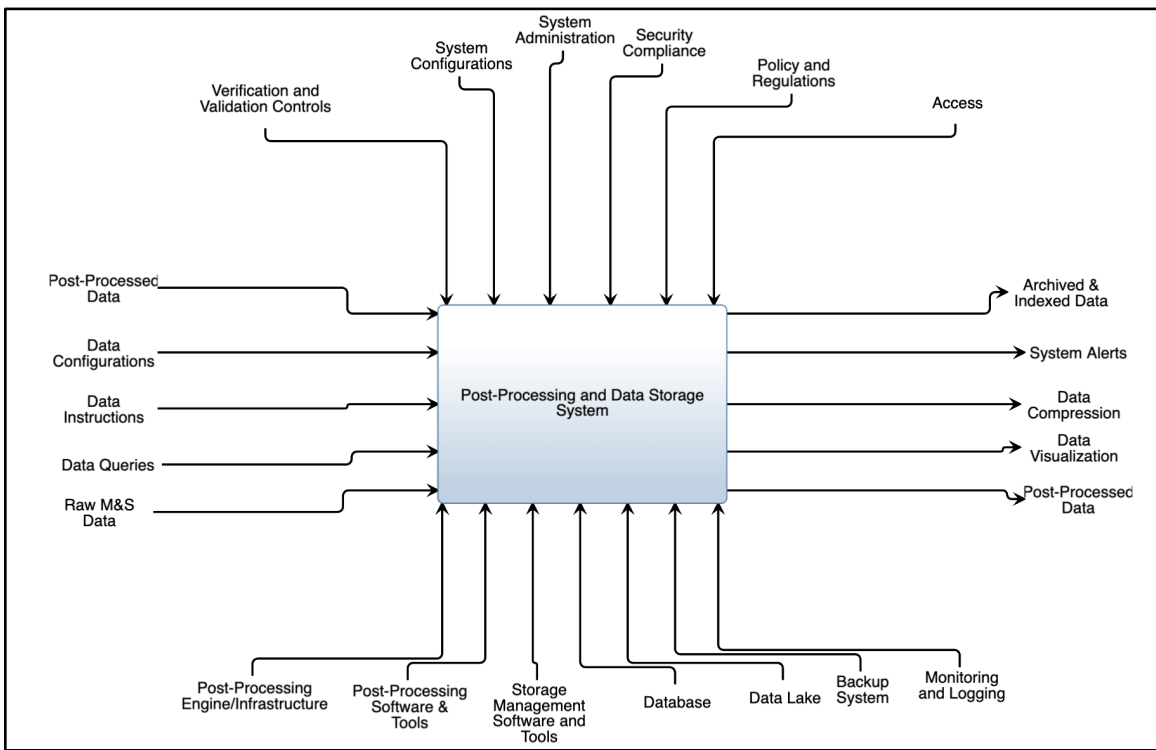 System
Administration
Security
Compliance
System
Configurations
Policy and
Regulations
Verification and
Validation Controls
Access
Post-Processed
Data
Data
Configurations
Data
Instructions
Data Queries
Raw M&S
Data
Post-Processing and Data Storage
System
Archived &
Indexed Data
System Alerts
Data
Compression
Data
Visualization
Post-Processed
Data
Post-Processing
Engine/Infrastructure
Post-Processing
Software &
Tools
Storage
Management
Software and
Tools
Database
Data Lake
Backup
System
Monitoring
and Logging